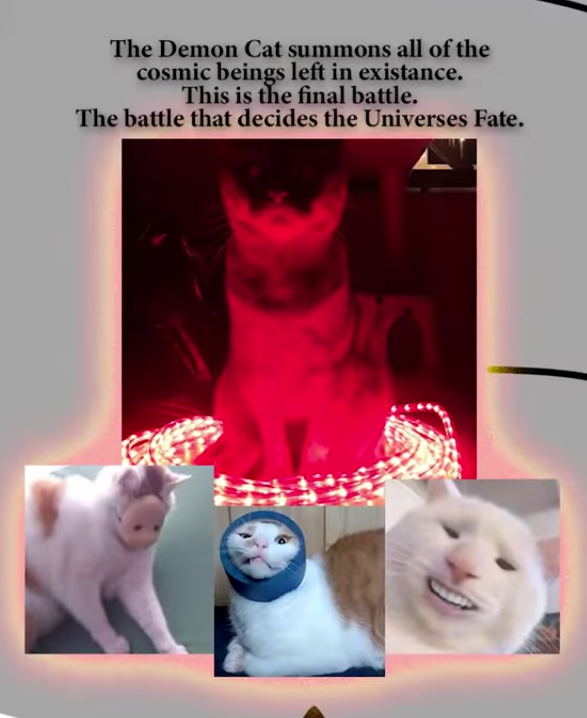 The Demon Cat summons all of the
cosmic beings left in existance.
This is the final battle.
The battle that decides the Universes Fate.